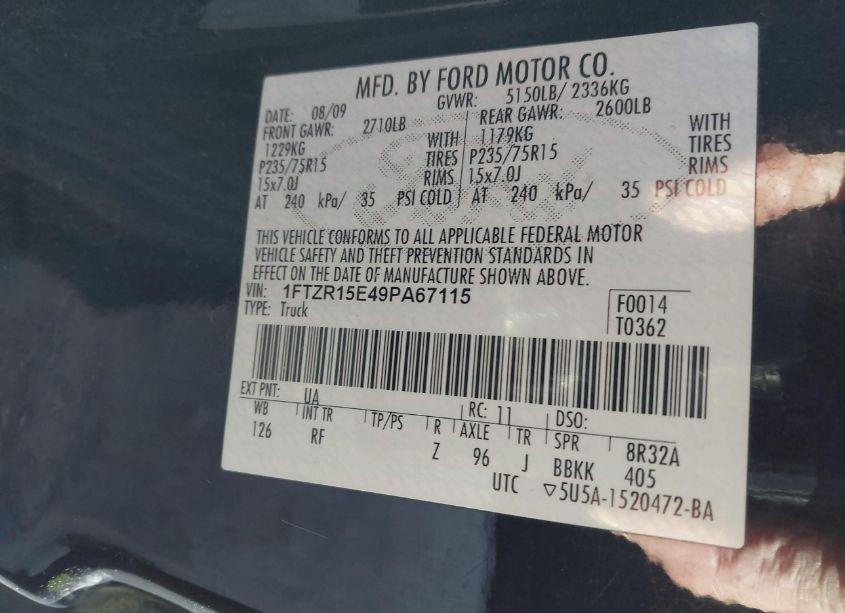 MFD. BY FORD MOTOR CO.
DATE: 08/09 GVWR: 5150LB/ 2336KG
FRONT GAWR: 2710LB REAR GAWR: 2600LB
1229KG WITH 1179KG WITH
P235/75R15 TIRES P235/75R15 TIRES
15x7.0J RIMS 15x7.0J RIMS
AT 240 kPa/ 35 PSI COLD AT 240 kPa/ 35 PSI COLD
THIS VEHICLE CONFORMS TO ALL APPLICABLE FEDERAL MOTOR
VEHICLE SAFETY AND THEFT PREVENTION STANDARDS IN
EFFECT ON THE DATE OF MANUFACTURE SHOWN ABOVE.
VIN: 1FTZR15E49PA67115 F0014
TYPE: Truck T0362
EXT PNT: UA RC: 11 DSO:
WB INT TR TP/PS R AXLE TR SPR 8R32A
126 RF Z 96 J BBKK 405
UTC ▽5U5A-1520472-BA